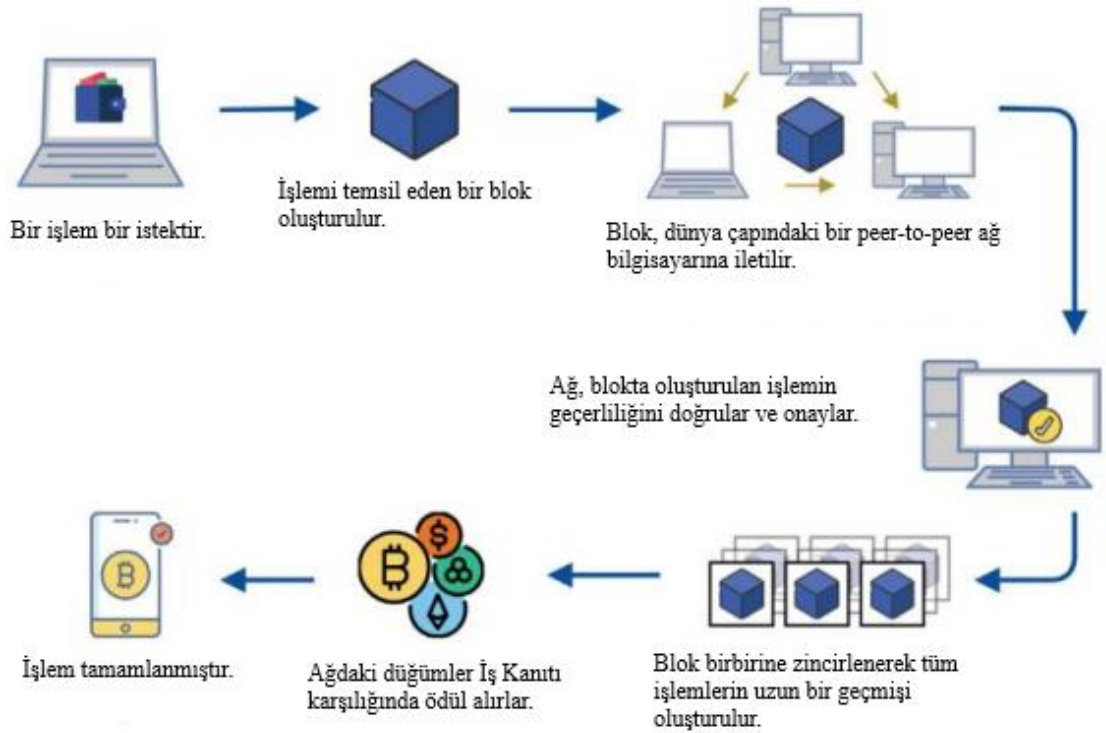 Bir işlem bir istektir.
İşlemi temsil eden bir blok
oluşturulur.
Blok, dünya çapındaki bir peer-to-peer ağ
bilgisayarına iletilir.
Ağ, blokta oluşturulan işlemin
geçerliliğini doğrular ve onaylar.
Blok birbirine zincirlenerek tüm
işlemlerin uzun bir geçmişi
oluşturulur.
Ağdaki düğümler İş Kanıtı
karşılığında ödül alırlar.
İşlem tamamlanmıştır.